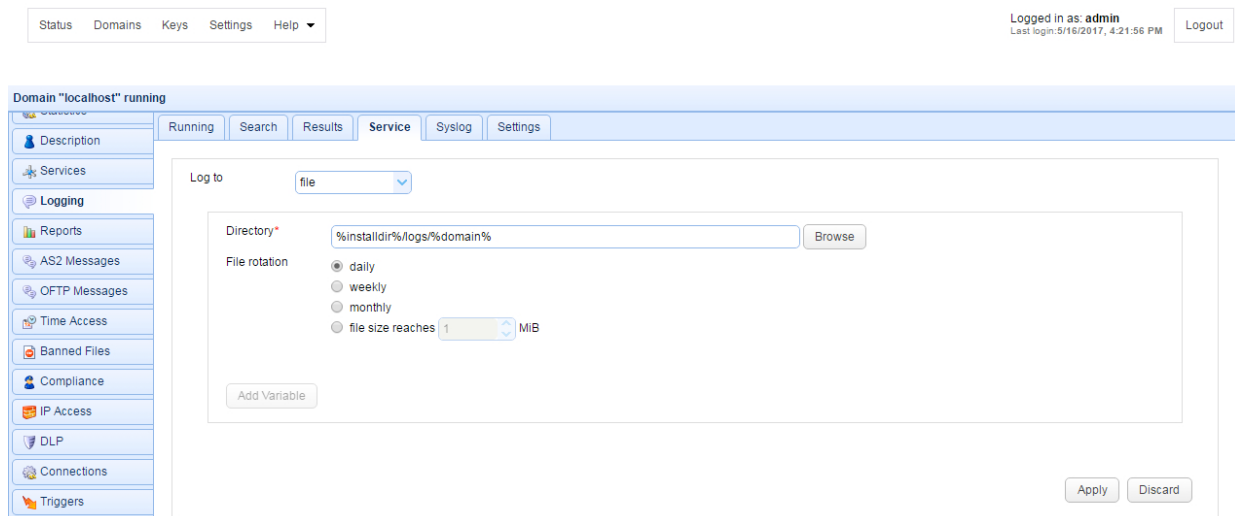 Status Domains Keys Settings Help
Logged in as: admin
Last login:5/16/2017, 4:21:56 PM
Logout
Domain "localhost" running
Statistics
Description
Services
Logging
Reports
AS2 Messages
OFTP Messages
Time Access
Banned Files
Compliance
IP Access
DLP
Connections
Triggers
Running Search Results Service Syslog Settings
Log to file
Directory* %installdir%/logs/%domain% Browse
File rotation daily
weekly
monthly
file size reaches 1 MiB
Add Variable
Apply Discard